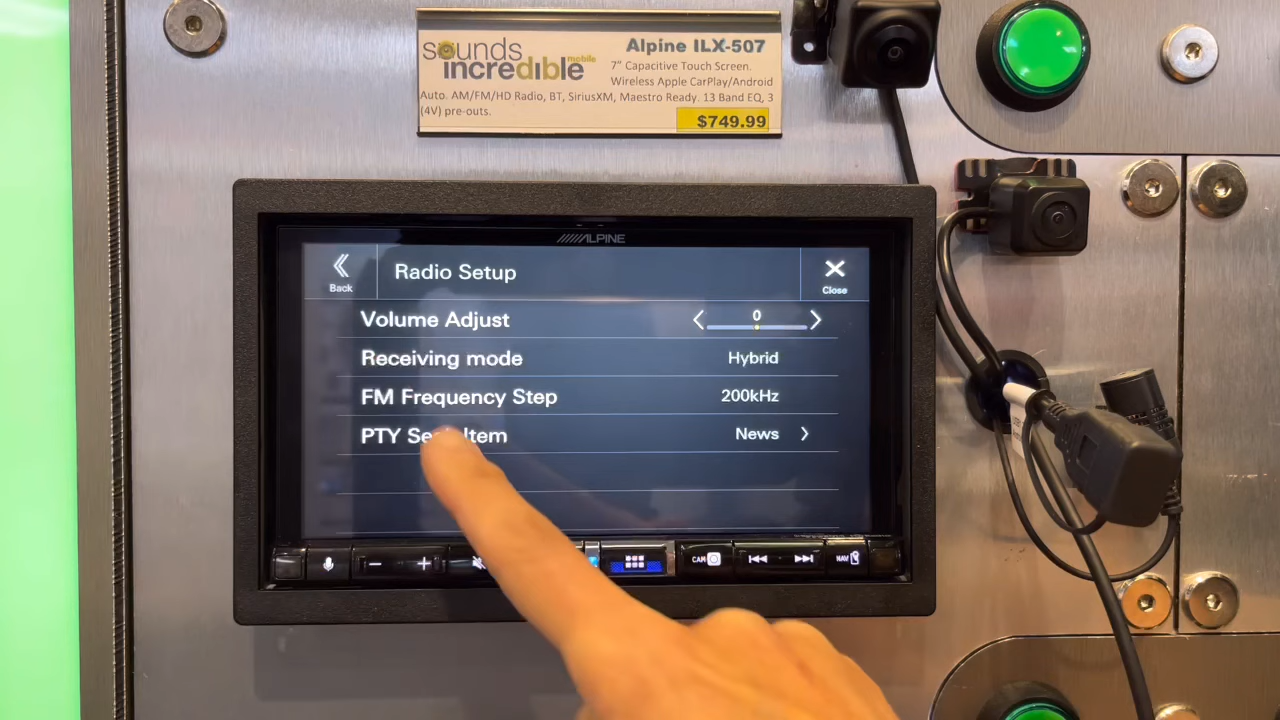 sounds
incredible mobile
Alpine ILX-507
7" Capacitive Touch Screen.
Wireless Apple CarPlay/Android
Auto. AM/FM/HD Radio, BT, SiriusXM, Maestro Ready. 13 Band EQ, 3
(4V) pre-outs.
$749.99
ALPINE
Back
Radio Setup
Close
Volume Adjust
0
Receiving mode
Hybrid
FM Frequency Step
200kHz
PTY Item
News
CAM
NAV